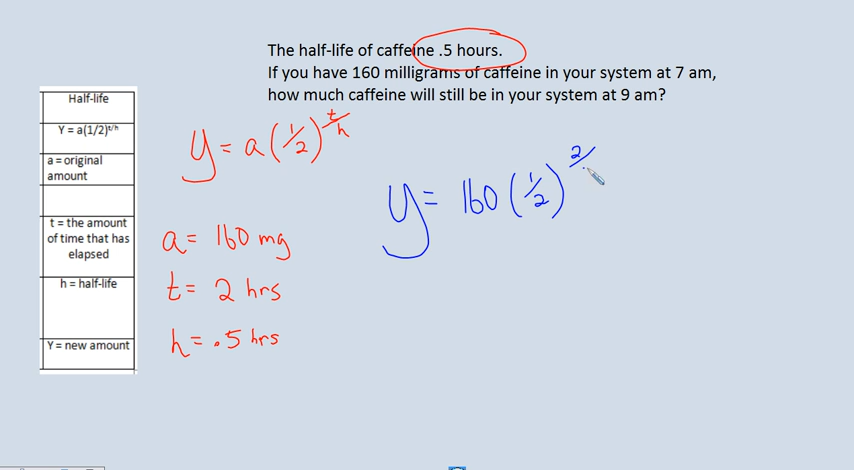 The half-life of caffeine .5 hours.
If you have 160 milligrams of caffeine in your system at 7 am,
how much caffeine will still be in your system at 9 am?
Half-life
Y = a(1/2)^t/h
a = original
amount
t = the amount
of time that has
elapsed
h = half-life
Y = new amount
y = a(1/2)^t/h
a = 160 mg
t = 2 hrs
h = .5 hrs
y = 160(1/2)^2/.